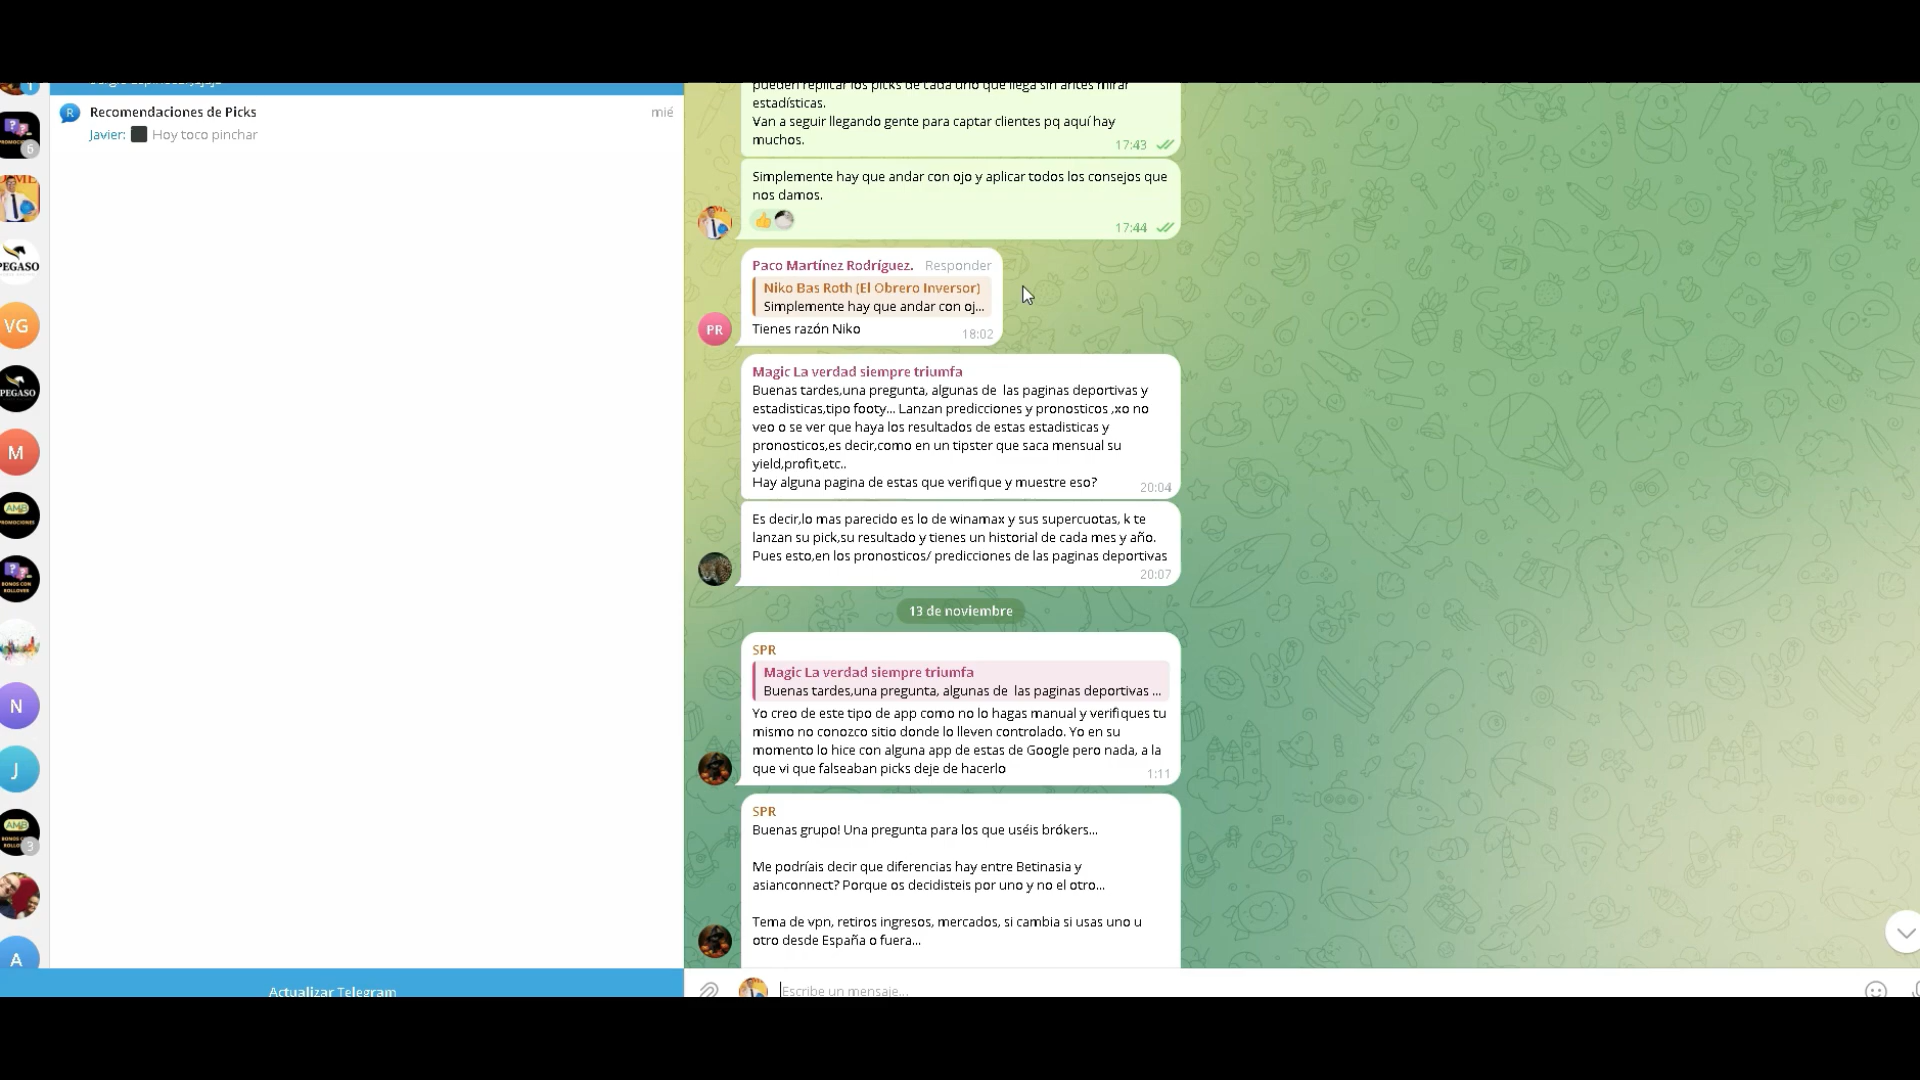 Recomendaciones de Picks
mié
Javier: Hoy toco pinchar
6
PEGASO
VG
PEGASO
M
AMB
PROMOCIONES
BONOS CON
ROLLOVER
N
J
AMB
3
A
Actualizar Telegram
pueden replicar los picks de cada uno que llega sin antes mirar
estadísticas.
Van a seguir llegando gente para captar clientes pq aquí hay
muchos.
17:43
Simplemente hay que andar con ojo y aplicar todos los consejos que
nos damos.
17:44
Paco Martínez Rodríguez. Responder
Niko Bas Roth (El Obrero Inversor)
Simplemente hay que andar con oj...
PR
Tienes razón Niko
18:02
Magic La verdad siempre triumfa
Buenas tardes,una pregunta, algunas de las paginas deportivas y
estadisticas,tipo footy... Lanzan predicciones y pronosticos ,xo no
veo o se ver que haya los resultados de estas estadisticas y
pronosticos,es decir,como en un tipster que saca mensual su
yield,profit,etc..
Hay alguna pagina de estas que verifique y muestre eso?
20:04
Es decir,lo mas parecido es lo de winamax y sus supercuotas, k te
lanzan su pick,su resultado y tienes un historial de cada mes y año.
Pues esto,en los pronosticos/ predicciones de las paginas deportivas
20:07
13 de noviembre
SPR
Magic La verdad siempre triumfa
Buenas tardes,una pregunta, algunas de las paginas deportivas ...
Yo creo de este tipo de app como no lo hagas manual y verifiques tu
mismo no conozco sitio donde lo lleven controlado. Yo en su
momento lo hice con alguna app de estas de Google pero nada, a la
que vi que falseaban picks deje de hacerlo
1:11
SPR
Buenas grupo! Una pregunta para los que uséis brókers...
Me podríais decir que diferencias hay entre Betinasia y
asianconnect? Porque os decidisteis por uno y no el otro...
Tema de vpn, retiros ingresos, mercados, si cambia si usas uno u
otro desde España o fuera...
Escribe un mensaje...